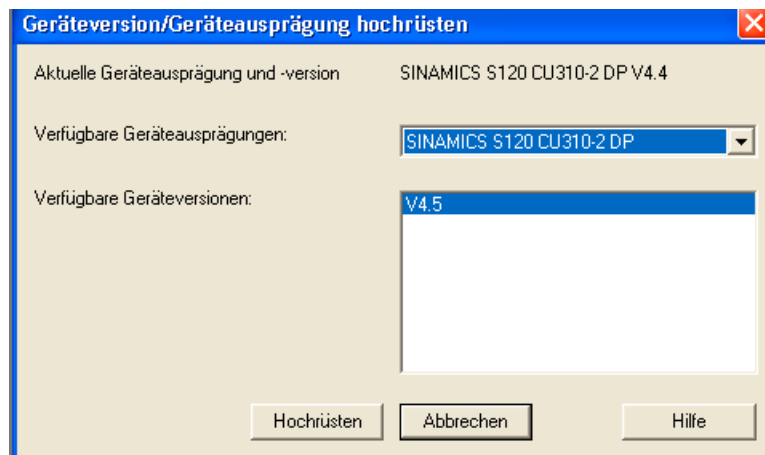 Geräteversion/Geräteausprägung hochrüsten
Aktuelle Geräteausprägung und -version SINAMICS S120 CU310-2 DP V4.4
Verfügbare Geräteausprägungen: SINAMICS S120 CU310-2 DP
Verfügbare Geräteversionen: V4.5
Hochrüsten Abbrechen Hilfe